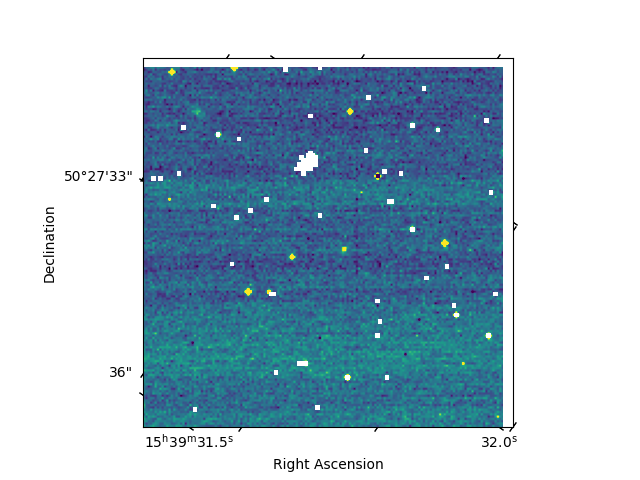 50°27'33"
36"
Declination
15ʰ39ᵐ31.5ˢ
32.0ˢ
Right Ascension